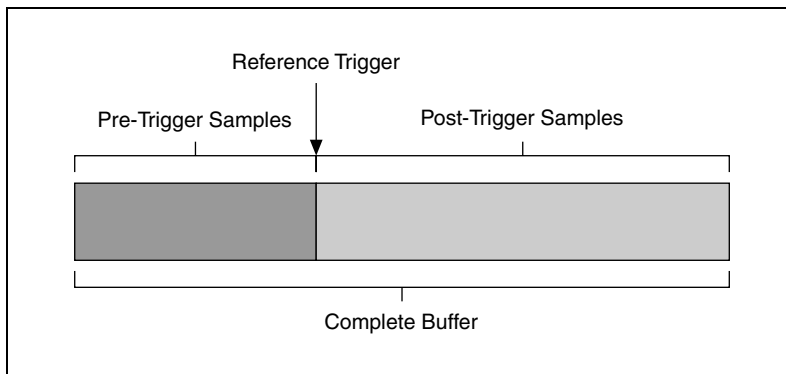 Reference Trigger
Pre-Trigger Samples
Post-Trigger Samples
Complete Buffer